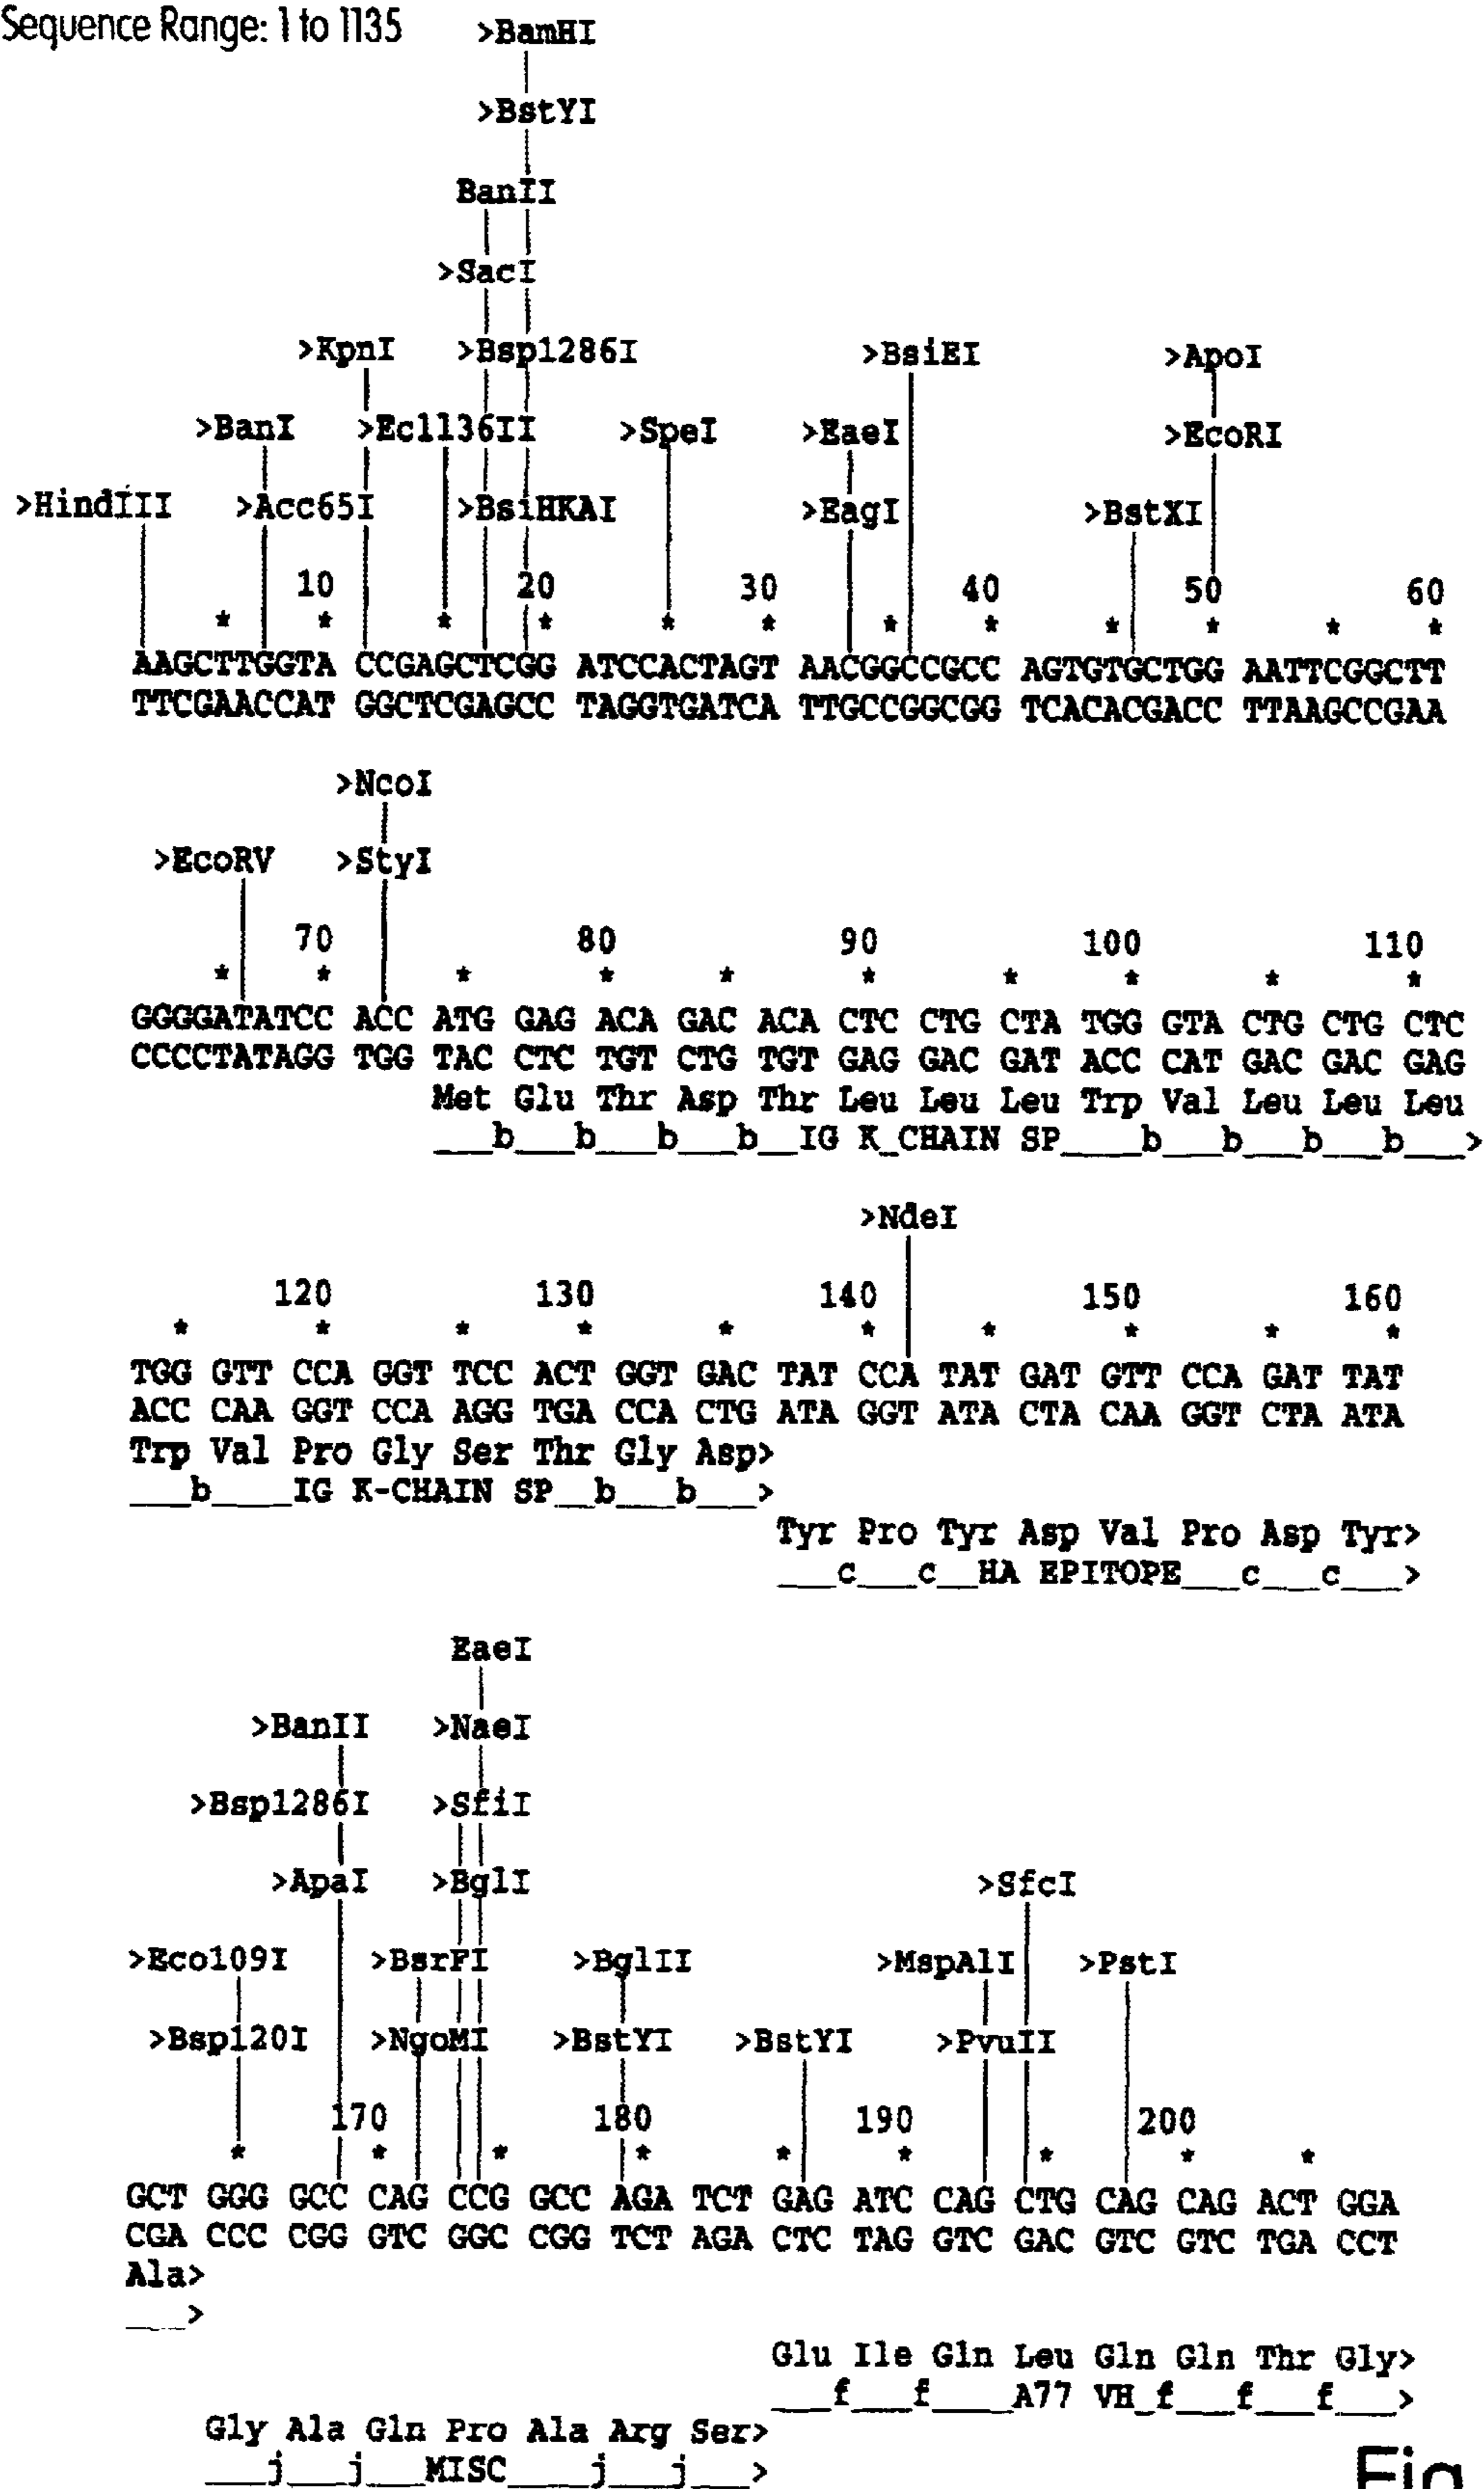 Sequence Range: 1 to 1135
>BamHI
>BstYI
BanII
>SacI
>KpnI >Bsp1286I >BsiEI >ApoI
>BanI >Ecl136II >SpeI >EaeI >EcoRI
>HindIII >Acc65I >BsiHKAI >EagI >BstXI
10 20 30 40 50 60
* * * * * * * * * * * *
AAGCTTGGTA CCGAGCTCGG ATCCACTAGT AACGGCCGCC AGTGTGCTGG AATTCGGCTT
TTCGAACCAT GGCTCGAGCC TAGGTGATCA TTGCCGGCGG TCACACGACC TTAAGCCGAA
>NcoI
>EcoRV >StyI
70 80 90 100 110
* * * * * * * * * *
GGGGATATCC ACC ATG GAG ACA GAC ACA CTC CTG CTA TGG GTA CTG CTG CTC
CCCCTATAGG TGG TAC CTC TGT CTG TGT GAG GAC GAT ACC CAT GAC GAC GAG
Met Glu Thr Asp Thr Leu Leu Leu Trp Val Leu Leu Leu
___b___b___b___b__IG K_CHAIN SP____b___b___b___b___>
>NdeI
120 130 140 150 160
* * * * * * * * * *
TGG GTT CCA GGT TCC ACT GGT GAC TAT CCA TAT GAT GTT CCA GAT TAT
ACC CAA GGT CCA AGG TGA CCA CTG ATA GGT ATA CTA CAA GGT CTA ATA
Trp Val Pro Gly Ser Thr Gly Asp>
___b____IG K-CHAIN SP__b___b___>
Tyr Pro Tyr Asp Val Pro Asp Tyr>
___c___c__HA EPITOPE___c___c___>
EaeI
>BanII >NaeI
>Bsp1286I >SfiI
>ApaI >BglI >SfcI
>Eco109I >BsrFI >BglII >MspAlI >PstI
>Bsp120I >NgoMI >BstYI >BstYI >PvuII
170 180 190 200
* * * * * * * * *
GCT GGG GCC CAG CCG GCC AGA TCT GAG ATC CAG CTG CAG CAG ACT GGA
CGA CCC CGG GTC GGC CGG TCT AGA CTC TAG GTC GAC GTC GTC TGA CCT
Ala>
___>
Glu Ile Gln Leu Gln Gln Thr Gly>
___f___f____A77 VH_f___f___f___>
Gly Ala Gln Pro Ala Arg Ser>
___j___j___MISC____j___j___>
Fig